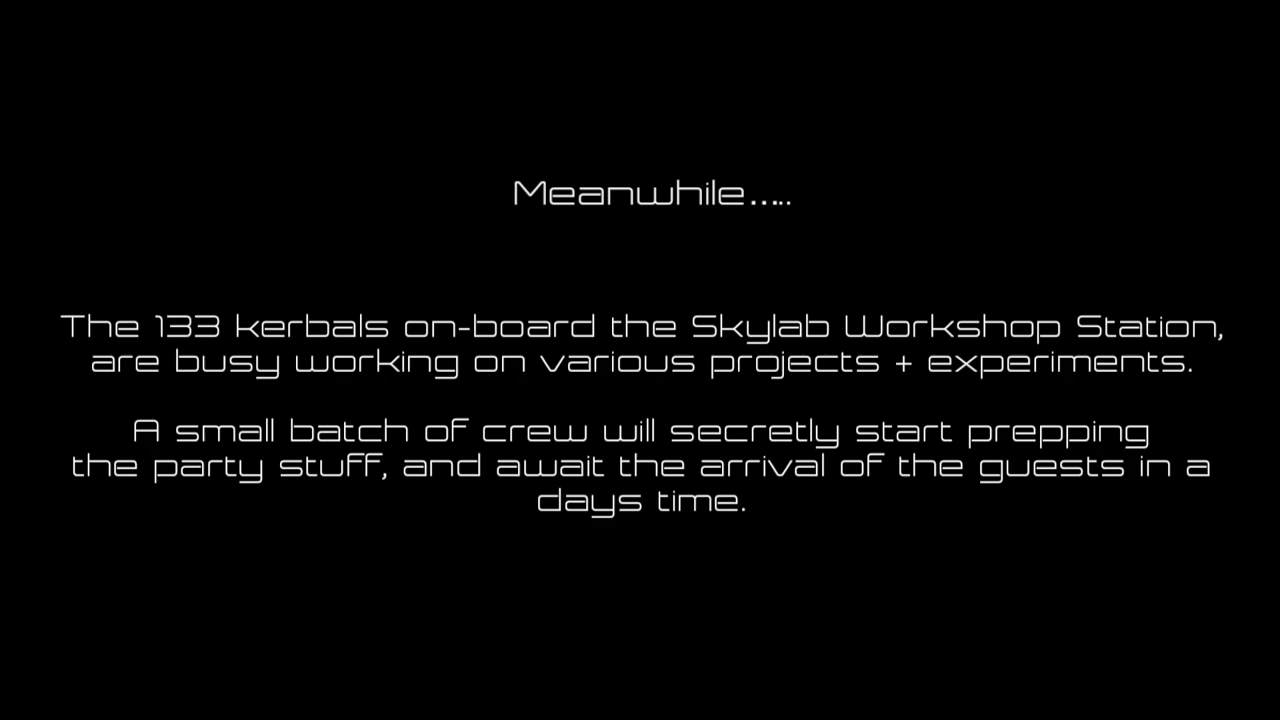 Meanwhile.....
The 133 kerbals on-board the Skylab Workshop Station,
are busy working on various projects + experiments.
A small batch of crew will secretly start prepping
the party stuff, and await the arrival of the guests in a
days time.